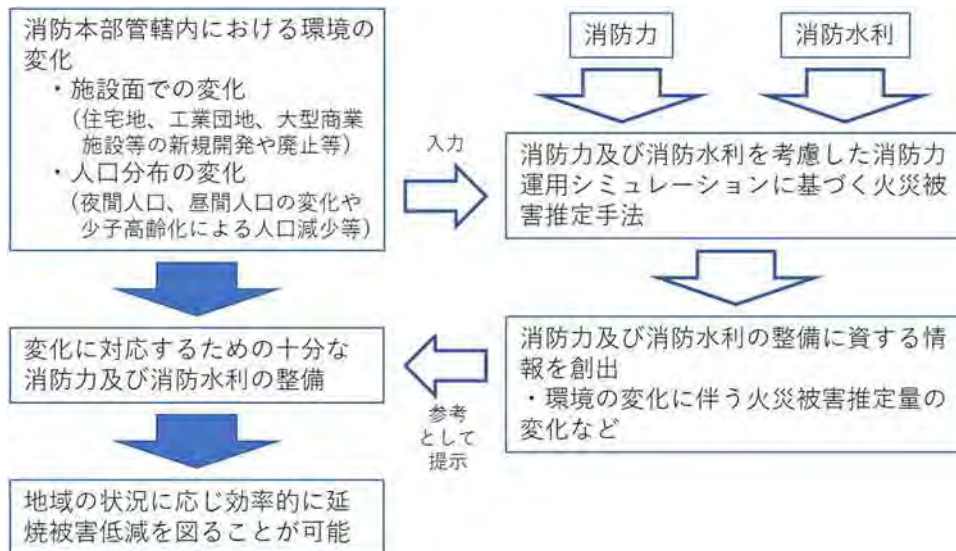 消防本部管轄内における環境の
変化
・施設面での変化
(住宅地、工業団地、大型商業
施設等の新規開発や廃止等)
・人口分布の変化
(夜間人口、昼間人口の変化や
少子高齢化による人口減少等)
入力
消防力
消防水利
消防力及び消防水利を考慮した消防力
運用シミュレーションに基づく火災被
害推定手法
消防力及び消防水利の整備に資する情
報を創出
・環境の変化に伴う火災被害推定量の
変化など
参考
として
提示
変化に対応するための十分な
消防力及び消防水利の整備
地域の状況に応じ効率的に延
焼被害低減を図ることが可能